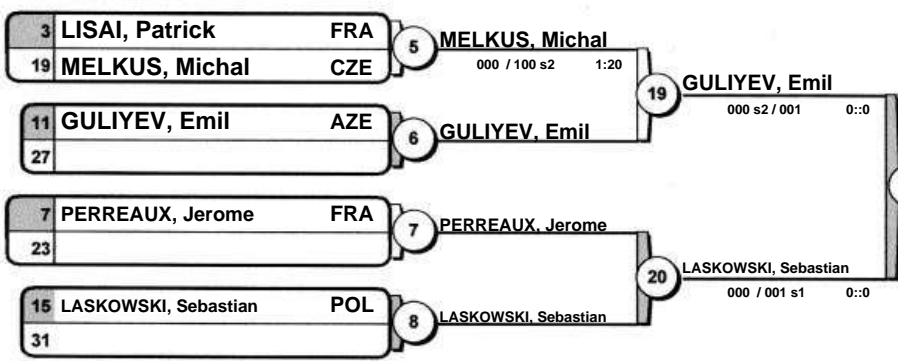 3 LISAI, Patrick FRA
19 MELKUS, Michal CZE
5
MELKUS, Michal
000 / 100 s2 1:20
11 GULIYEV, Emil AZE
27
6
GULIYEV, Emil
19
GULIYEV, Emil
000 s2 / 001 0::0
7 PERREAUX, Jerome FRA
23
7
PERREAUX, Jerome
15 LASKOWSKI, Sebastian POL
31
8
LASKOWSKI, Sebastian
20
LASKOWSKI, Sebastian
000 / 001 s1 0::0